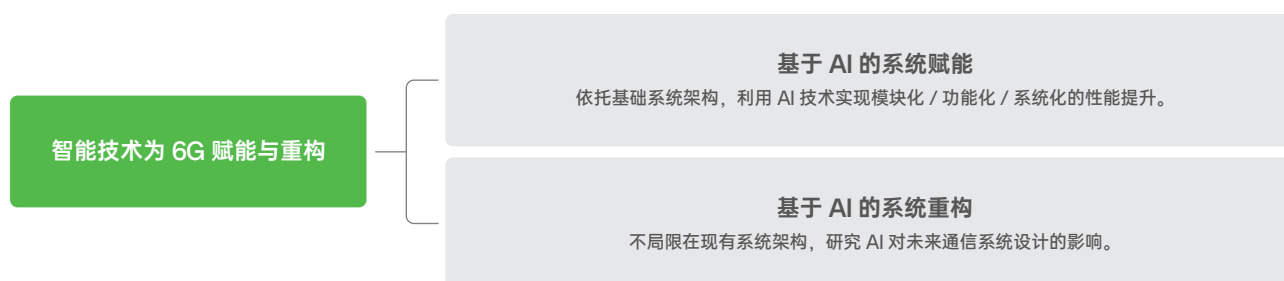 智能技术为 6G 赋能与重构
基于 AI 的系统赋能
依托基础系统架构，利用 AI 技术实现模块化 / 功能化 / 系统化的性能提升。
基于 AI 的系统重构
不局限在现有系统架构，研究 AI 对未来通信系统设计的影响。